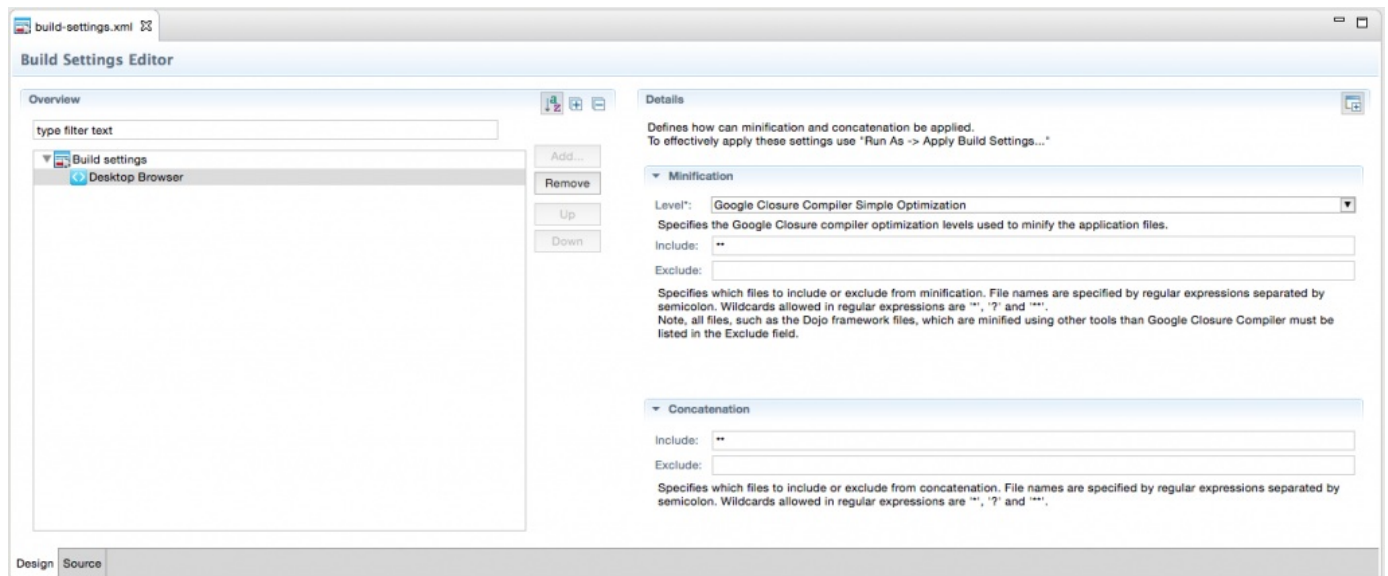 build-settings.xml
Build Settings Editor
Overview
type filter text
Build settings
Desktop Browser
Add...
Remove
Up
Down
Details
Defines how can minification and concatenation be applied.
To effectively apply these settings use "Run As -> Apply Build Settings..."
Minification
Level*: Google Closure Compiler Simple Optimization
Specifies the Google Closure compiler optimization levels used to minify the application files.
Include: **
Exclude:
Specifies which files to include or exclude from minification. File names are specified by regular expressions separated by
semicolon. Wildcards allowed in regular expressions are '*', '?' and '**'.
Note, all files, such as the Dojo framework files, which are minified using other tools than Google Closure Compiler must be
listed in the Exclude field.
Concatenation
Include: **
Exclude:
Specifies which files to include or exclude from concatenation. File names are specified by regular expressions separated by
semicolon. Wildcards allowed in regular expressions are '*', '?' and '**'.
Design Source